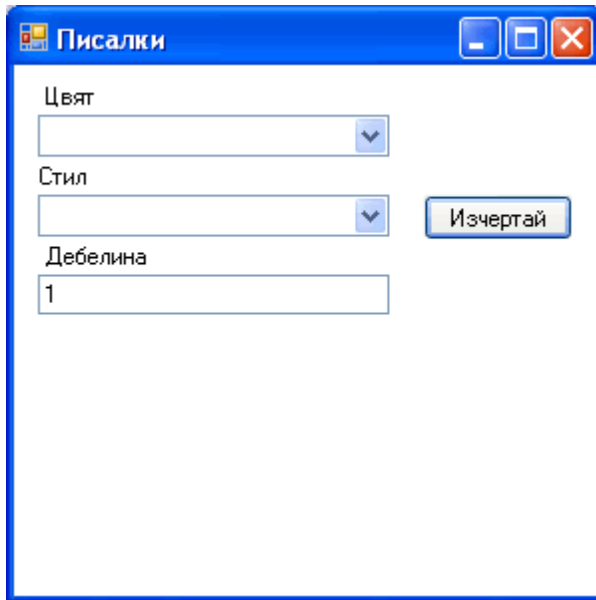 Писалки
Цвят
Стил
Изчертай
Дебелина
1